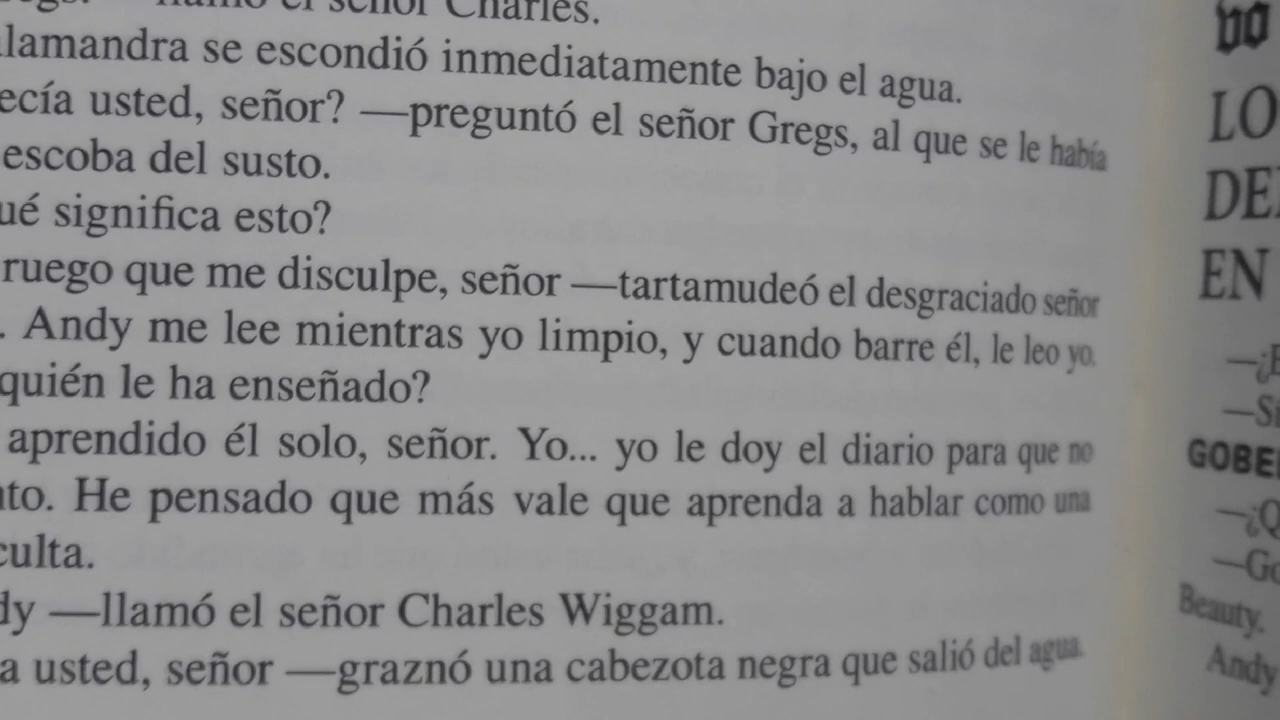 llamó el señor Charles.
lamandra se escondió inmediatamente bajo el agua.
ecía usted, señor? —preguntó el señor Gregs, al que se le había
escoba del susto.
ué significa esto?
ruego que me disculpe, señor —tartamudeó el desgraciado señor
. Andy me lee mientras yo limpio, y cuando barre él, le leo yo.
quién le ha enseñado?
aprendido él solo, señor. Yo... yo le doy el diario para que no
nto. He pensado que más vale que aprenda a hablar como una
culta.
dy —llamó el señor Charles Wiggam.
a usted, señor —graznó una cabezota negra que salió del agua.
LO
DE
EN
GOBE
—¿Q
—Go
Beauty.
Andy